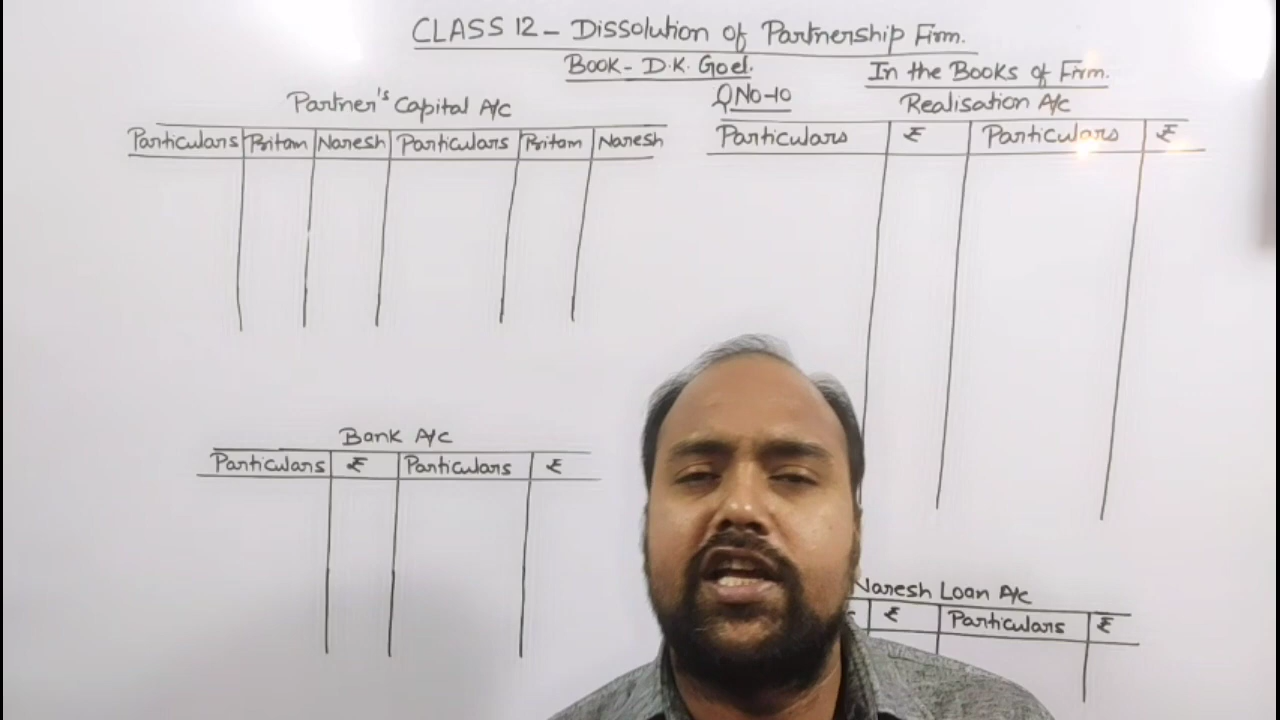 CLASS 12 - Dissolution of Partnership Firm.
Book - D.K. Goel.
In the Books of Firm.
Partner's Capital A/c
Particulars Pritam Naresh Particulars Pritam Naresh
Q No-10
Realisation A/c
Particulars ₹ Particulars ₹
Bank A/c
Particulars ₹ Particulars ₹
Naresh Loan A/c
₹ Particulars ₹